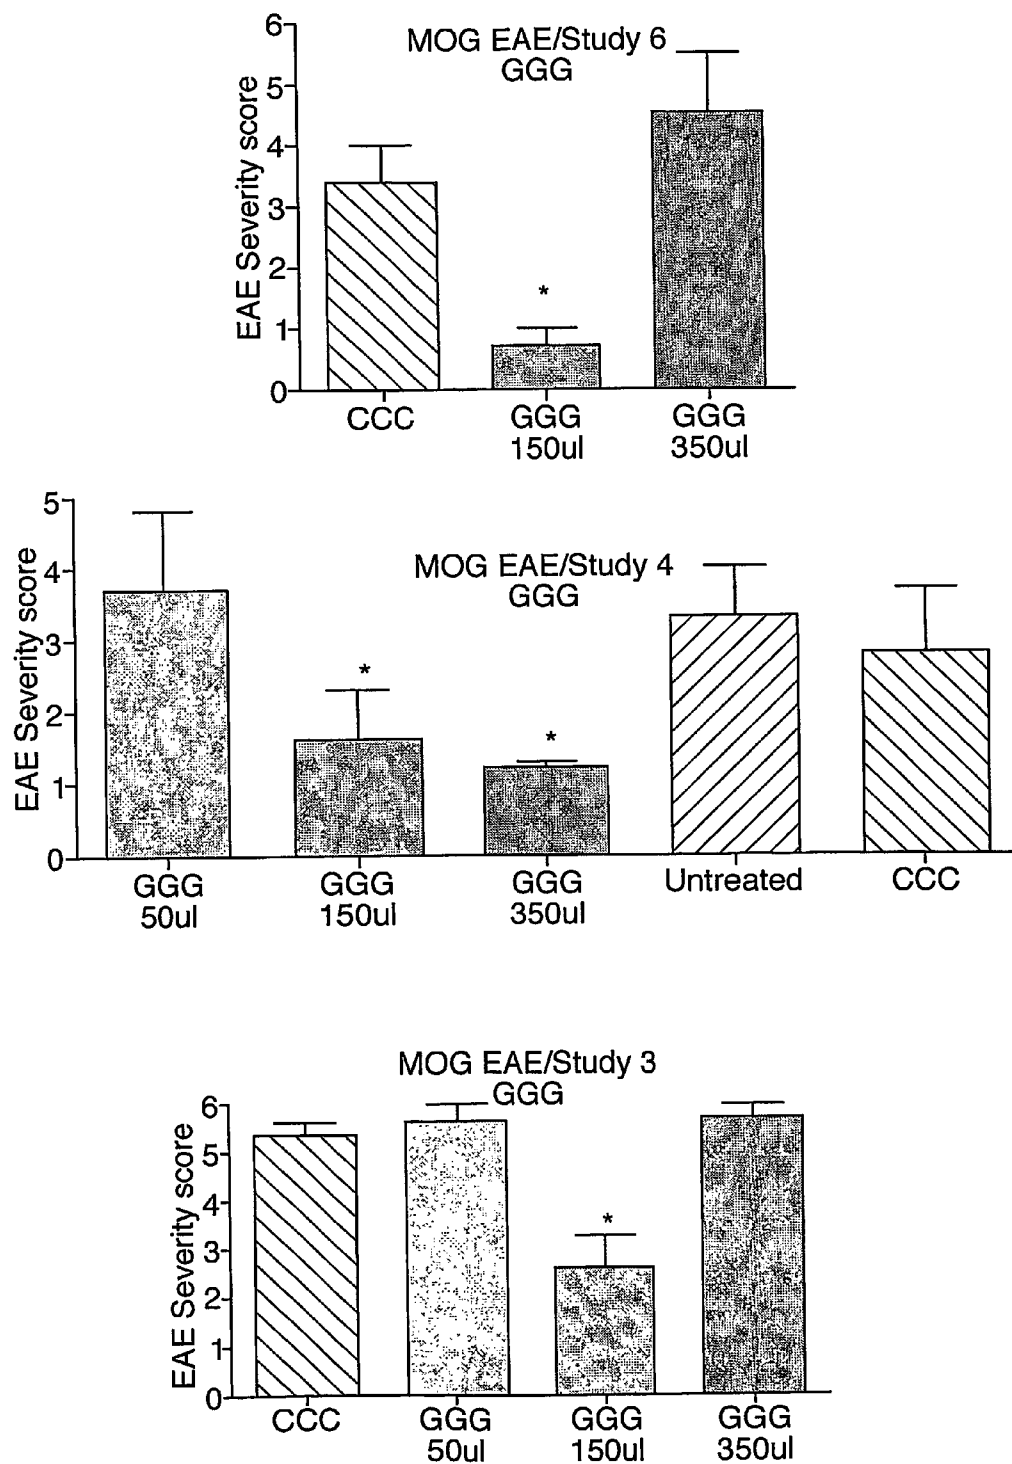 MOG EAE/Study 6
GGG
EAE Severity score
6
5
4
3
2
1
0
*
CCC
GGG
150ul
GGG
350ul
MOG EAE/Study 4
GGG
EAE Severity score
5
4
3
2
1
0
*
*
GGG
50ul
GGG
150ul
GGG
350ul
Untreated
CCC
MOG EAE/Study 3
GGG
EAE Severity score
6
5
4
3
2
1
0
*
CCC
GGG
50ul
GGG
150ul
GGG
350ul